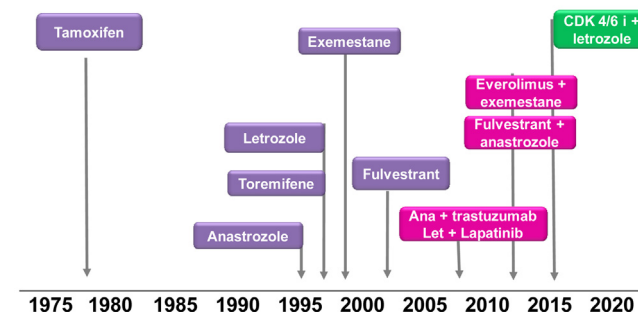 CDK 4/6 i +
letrozole
Tamoxifen
Exemestane
Everolimus +
exemestane
Letrozole
Fulvestrant +
anastrozole
Toremifene
Fulvestrant
Anastrozole
Ana + trastuzumab
Let + Lapatinib
1975 1980 1985 1990 1995 2000 2005 2010 2015 2020